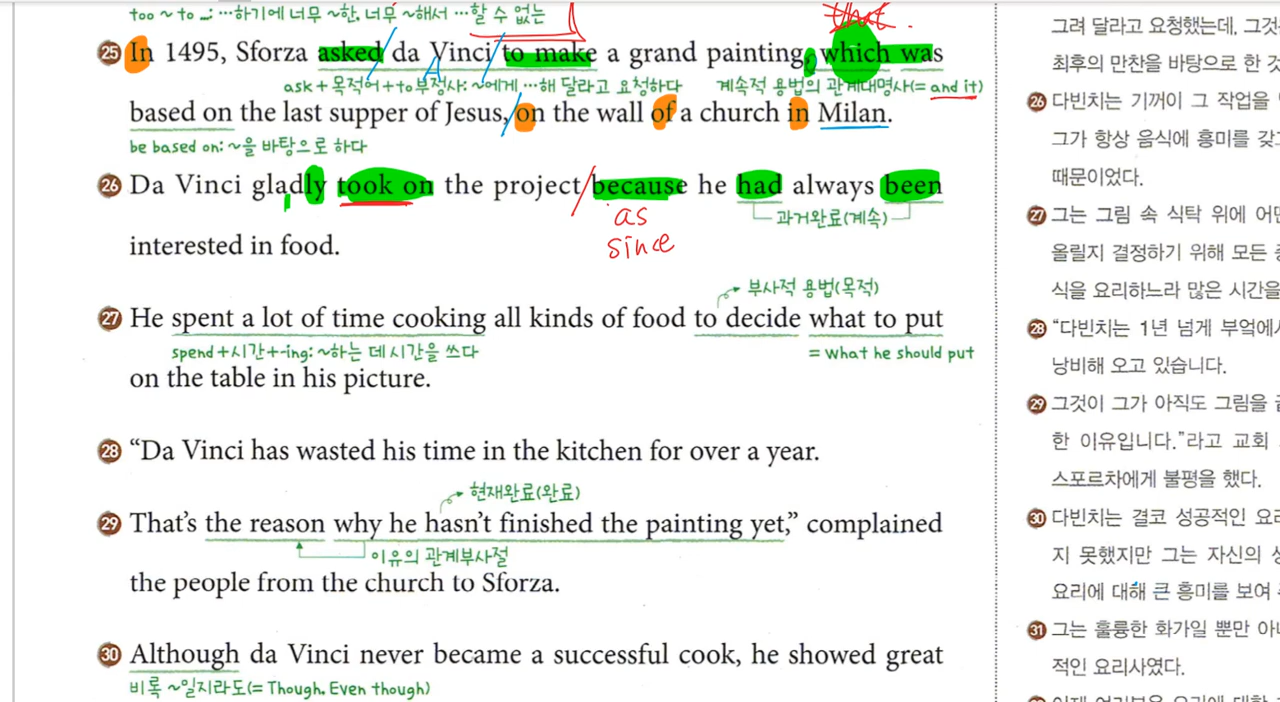 too ~ to …: …하기에 너무 ~한, 너무 ~해서 …할 수 없는
that
㉕ In 1495, Sforza asked da Vinci to make a grand painting, which was
ask + 목적어 + to부정사: ~에게 …해 달라고 요청하다 계속적 용법의 관계대명사(= and it)
based on the last supper of Jesus, on the wall of a church in Milan.
be based on: ~을 바탕으로 하다
㉖ Da Vinci gladly took on the project because he had always been
as
과거완료(계속)
since
interested in food.
부사적 용법(목적)
㉗ He spent a lot of time cooking all kinds of food to decide what to put
spend + 시간 + -ing: ~하는 데 시간을 쓰다 = what he should put
on the table in his picture.
㉘ “Da Vinci has wasted his time in the kitchen for over a year.
현재완료(완료)
㉙ That’s the reason why he hasn’t finished the painting yet,” complained
이유의 관계부사절
the people from the church to Sforza.
㉚ Although da Vinci never became a successful cook, he showed great
비록 ~일지라도(= Though, Even though)
그려 달라고 요청했는데, 그것
최후의 만찬을 바탕으로 한 것
㉖ 다빈치는 기꺼이 그 작업을
그가 항상 음식에 흥미를 갖고
때문이었다.
㉗ 그는 그림 속 식탁 위에 어떤
올릴지 결정하기 위해 모든
식을 요리하느라 많은 시간을
㉘ “다빈치는 1년 넘게 부엌에서
낭비해 오고 있습니다.
㉙ 그것이 그가 아직도 그림을
한 이유입니다.”라고 교회
스포르차에게 불평을 했다.
㉚ 다빈치는 결코 성공적인 요리
지 못했지만 그는 자신의
요리에 대해 큰 흥미를 보여
㉛ 그는 훌륭한 화가일 뿐만 아니
적인 요리사였다.